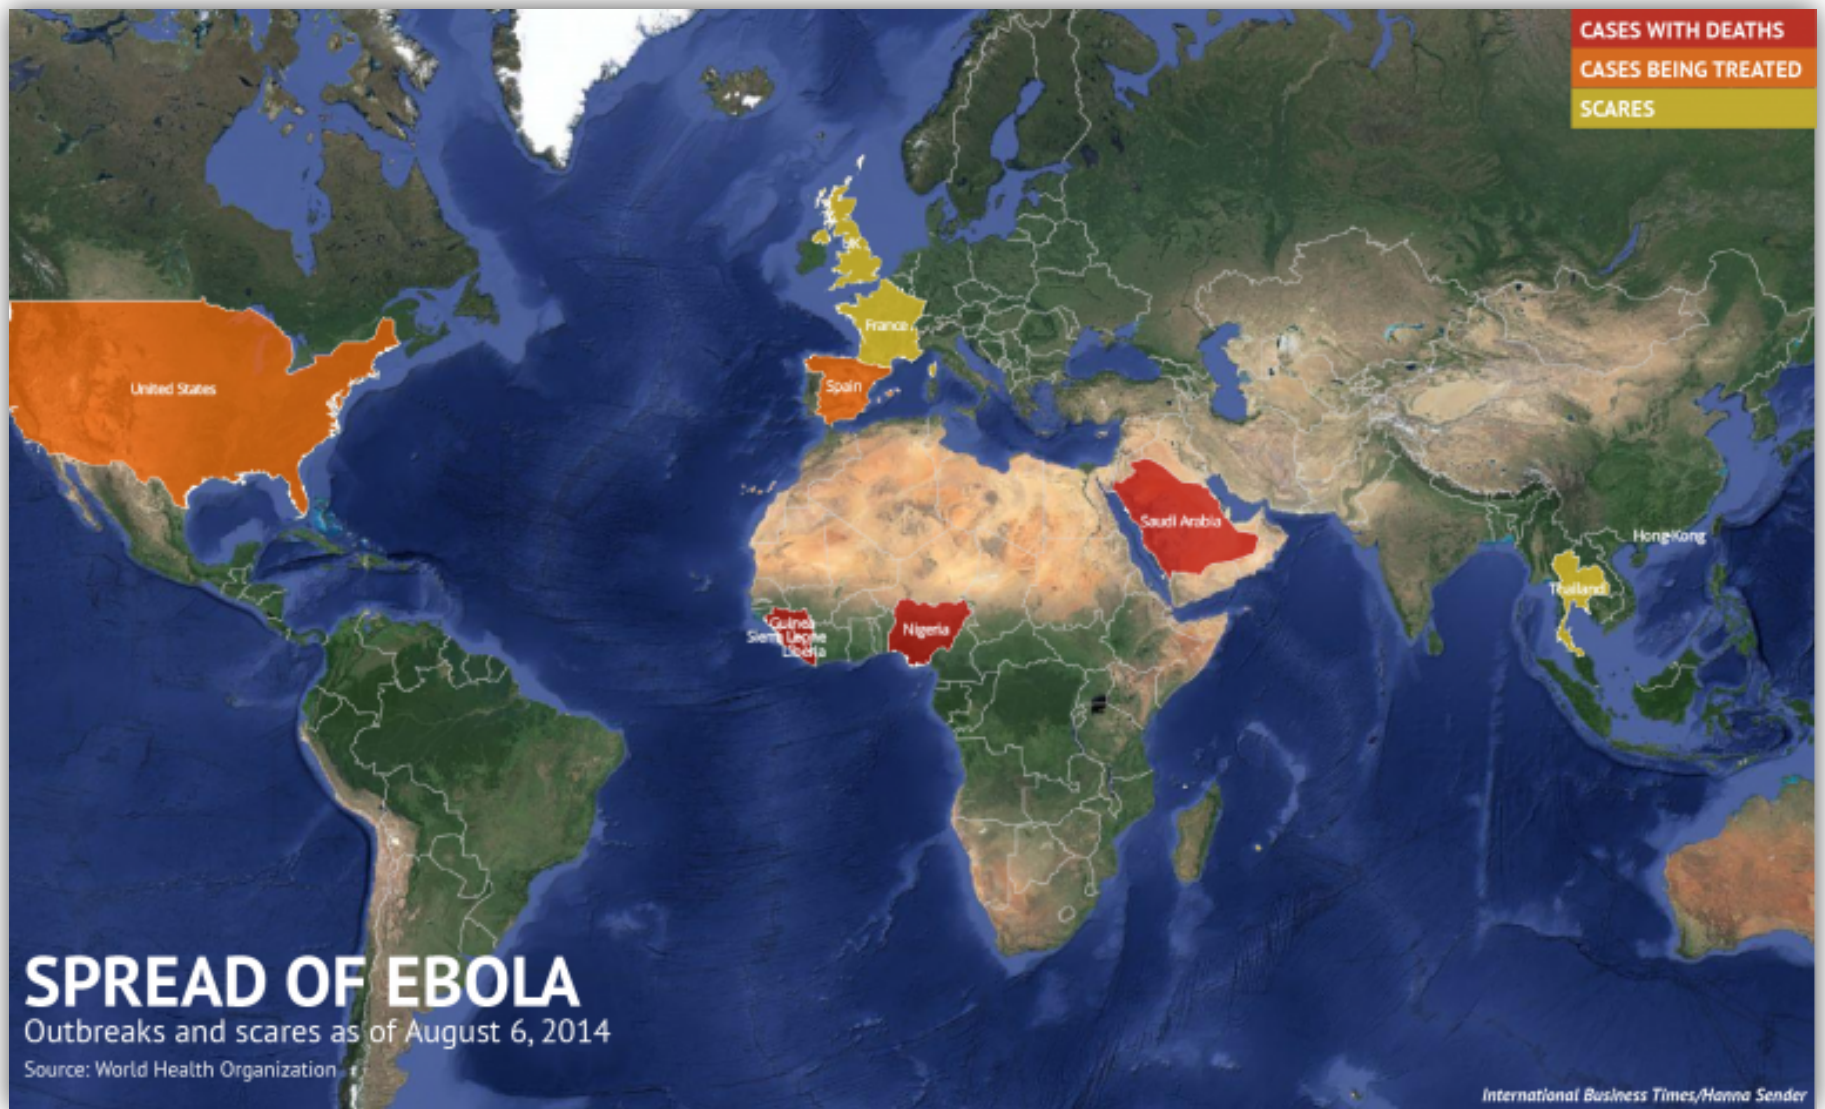 CASES WITH DEATHS
CASES BEING TREATED
SCARES
UK
France
United States
Spain
Saudi Arabia
Hong Kong
Thailand
Guinea
Sierra Leone
Liberia
Nigeria
SPREAD OF EBOLA
Outbreaks and scares as of August 6, 2014
Source: World Health Organization
International Business Times/Hanna Sender